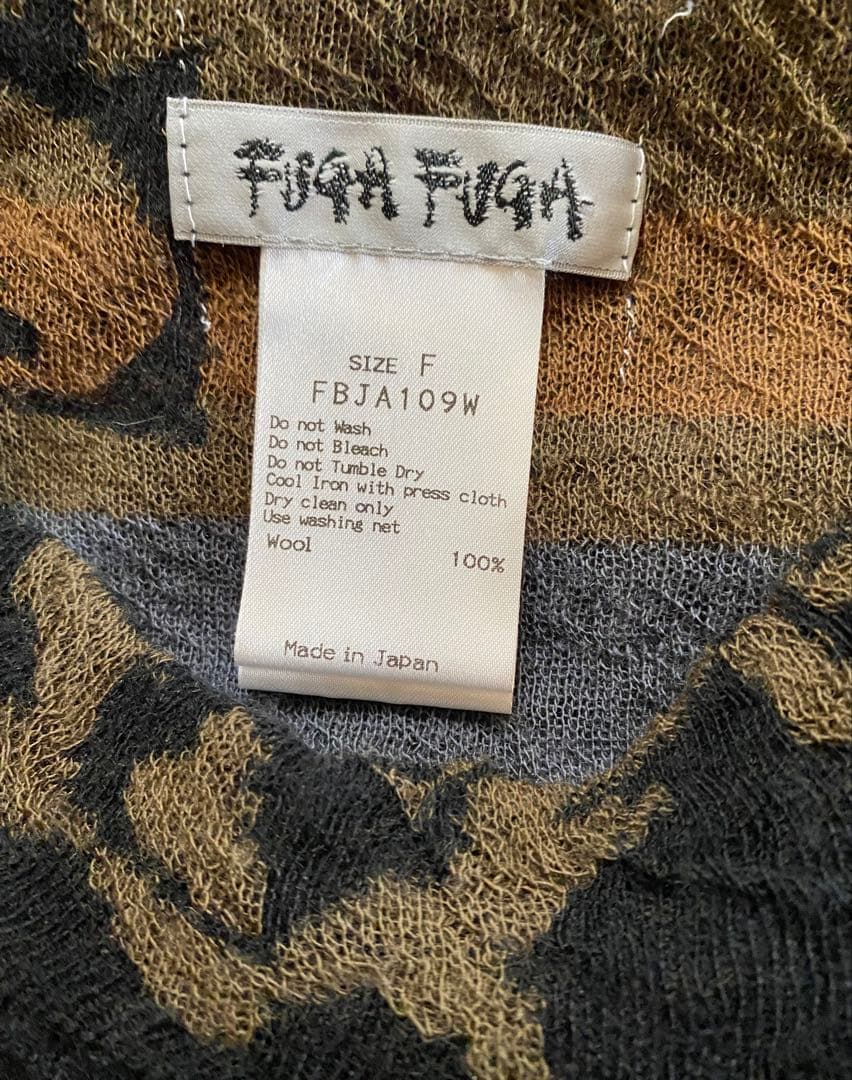 FUGA FUGA
SIZE F
FBJA109W
Do not Wash
Do not Bleach
Do not Tumble Dry
Cool Iron with press cloth
Dry clean only
Use washing net
Wool 100%
Made in Japan